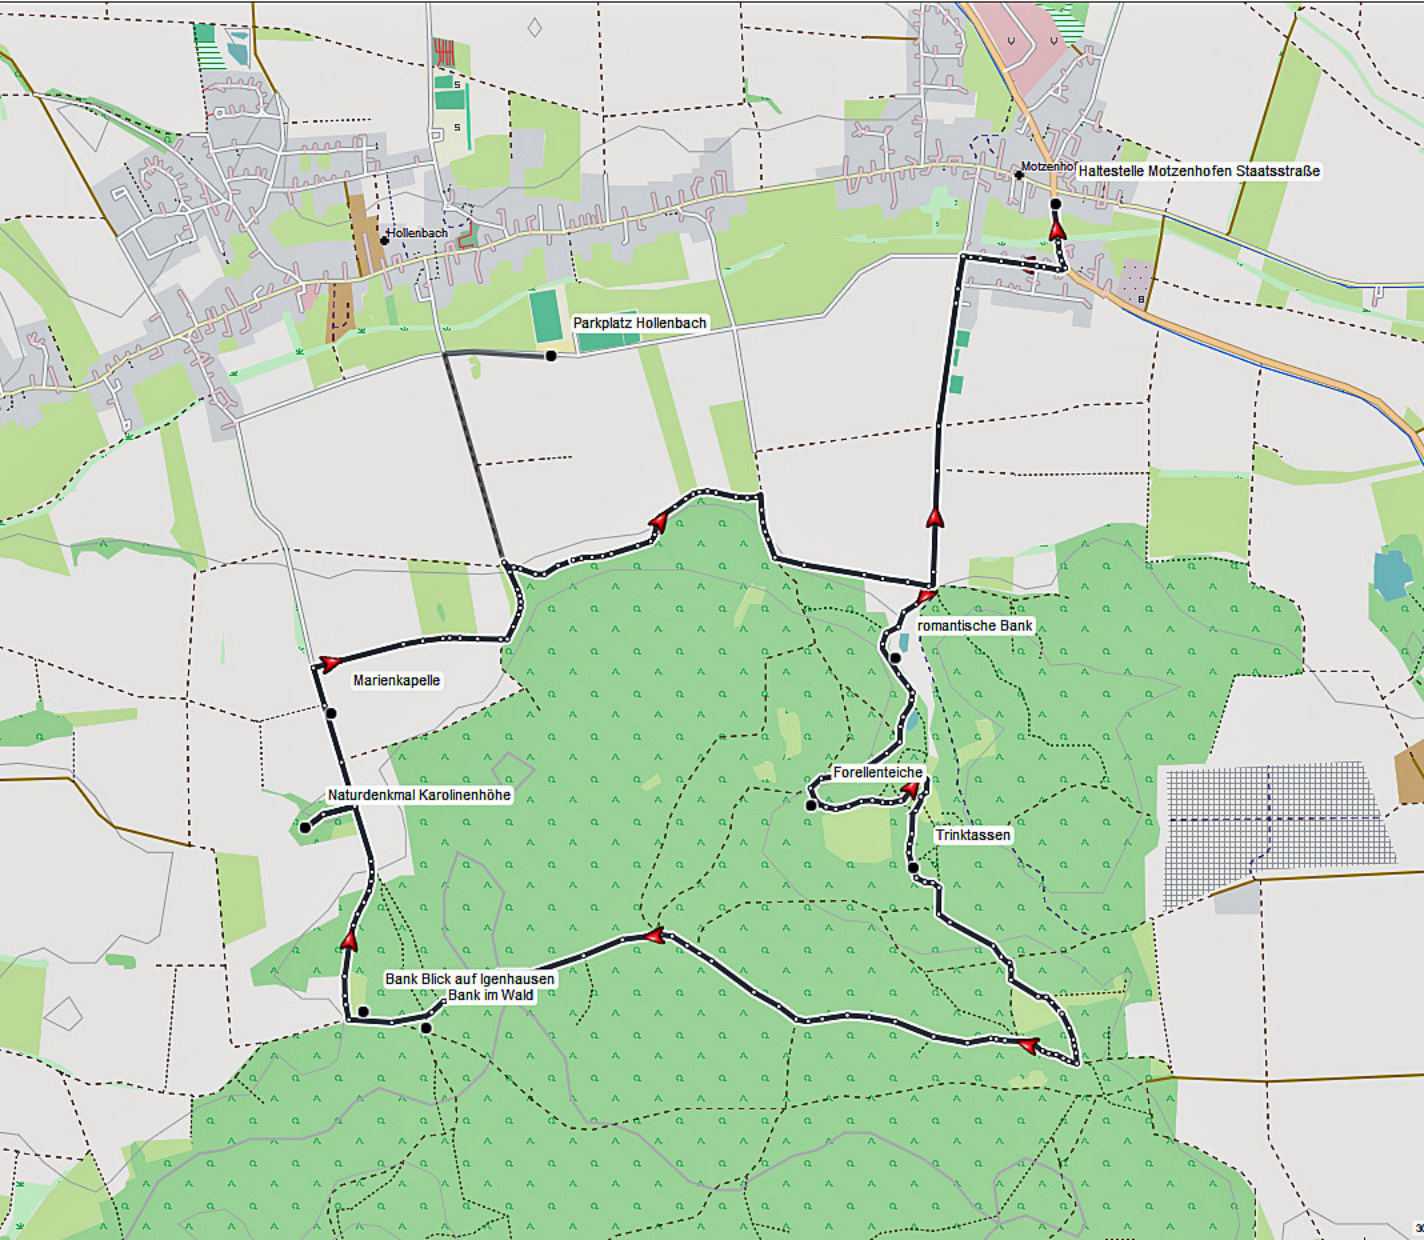 S
S
Motzenhof
Haltestelle Motzenhofen Staatsstraße
Hollenbach
B
Parkplatz Hollenbach
romantische Bank
Marienkapelle
Forellenteiche
Naturdenkmal Karolinenhöhe
Trinktassen
Bank Blick auf Igenhausen
Bank im Wald
30